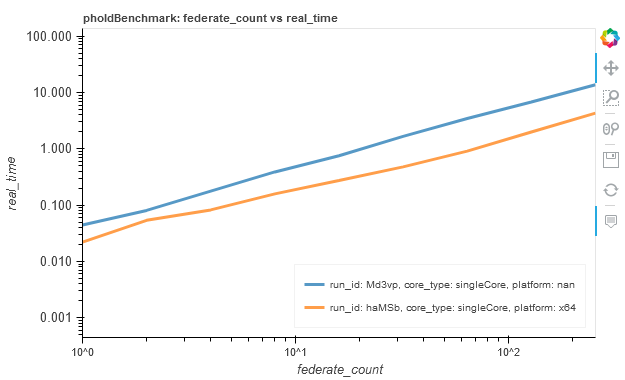 pholdBenchmark: federate_count vs real_time
100.000
10.000
1.000
0.100
0.010
0.001
real_time
run_id: Md3vp, core_type: singleCore, platform: nan
run_id: haMSb, core_type: singleCore, platform: x64
10^0
10^1
10^2
federate_count